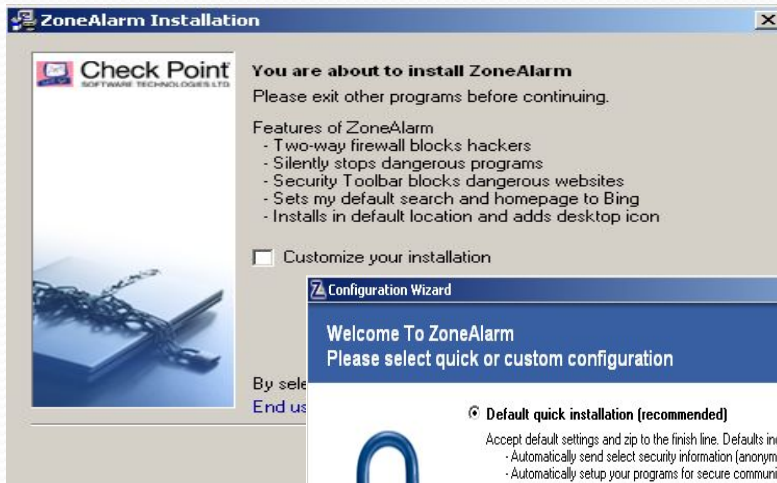 ZoneAlarm Installation
Check Point
SOFTWARE TECHNOLOGIES LTD
You are about to install ZoneAlarm
Please exit other programs before continuing.
Features of ZoneAlarm
- Two-way firewall blocks hackers
- Silently stops dangerous programs
- Security Toolbar blocks dangerous websites
- Sets my default search and homepage to Bing
- Installs in default location and adds desktop icon
Customize your installation
By sele
End us
Configuration Wizard
Welcome To ZoneAlarm
Please select quick or custom configuration
Default quick installation (recommended)
Accept default settings and zip to the finish line. Defaults inc
- Automatically send select security information (anonym
- Automatically setup your programs for secure communi